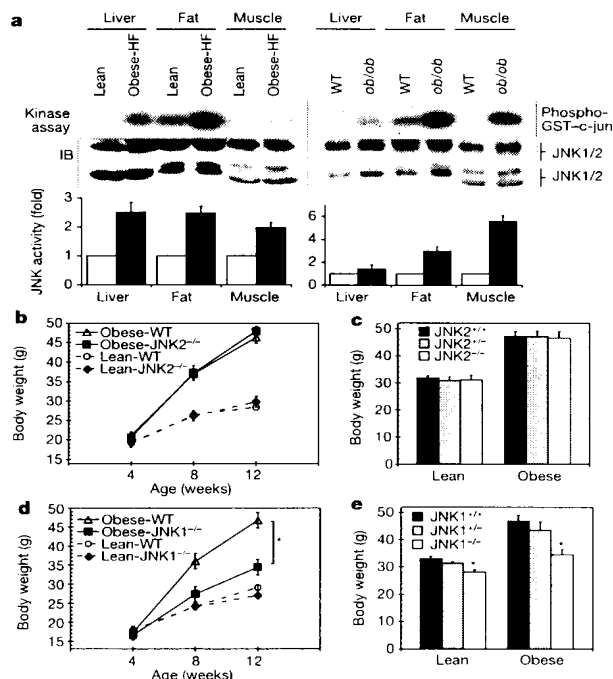 a
Liver Fat Muscle Liver Fat Muscle
Lean Obese-HF Lean Obese-HF Lean Obese-HF WT ob/ob WT ob/ob WT ob/ob
Kinase assay
Phospho-GST–c-jun
IB
JNK1/2
JNK1/2
JNK activity (fold)
3
2
1
0
Liver Fat Muscle
6
4
2
0
Liver Fat Muscle
b
Body weight (g)
50
45
40
35
30
25
20
15
Obese-WT
Obese-JNK2−/−
Lean-WT
Lean-JNK2−/−
4 8 12
Age (weeks)
c
Body weight (g)
50
40
30
20
10
0
JNK2+/+
JNK2+/−
JNK2−/−
Lean Obese
d
Body weight (g)
50
45
40
35
30
25
20
15
Obese-WT
Obese-JNK1−/−
Lean-WT
Lean-JNK1−/−
*
4 8 12
Age (weeks)
e
Body weight (g)
50
40
30
20
10
0
JNK1+/+
JNK1+/−
JNK1−/−
*
*
Lean Obese